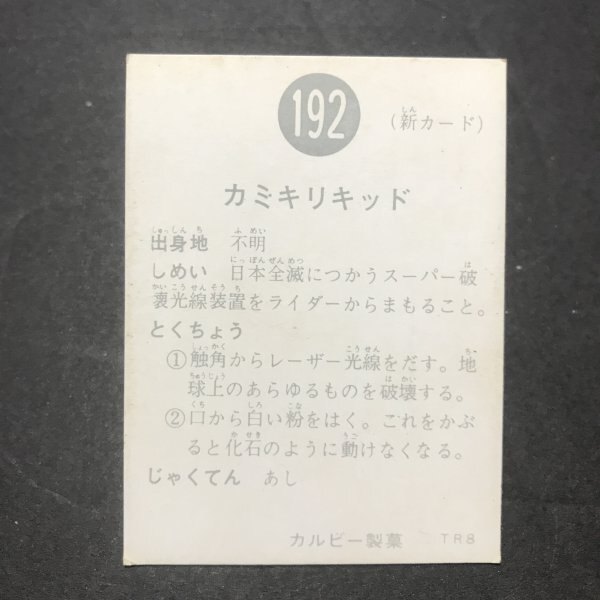 192
(新カード)
カミキリキッド
出身地 不明
しめい 日本全滅につかうスーパー破
壊光線装置をライダーからまもること。
とくちょう
①触角からレーザー光線をだす。地
球上のあらゆるものを破壊する。
②口から白い粉をはく。これをかぶ
ると化石のように動けなくなる。
じゃくてん あし
カルビー製菓 TR8